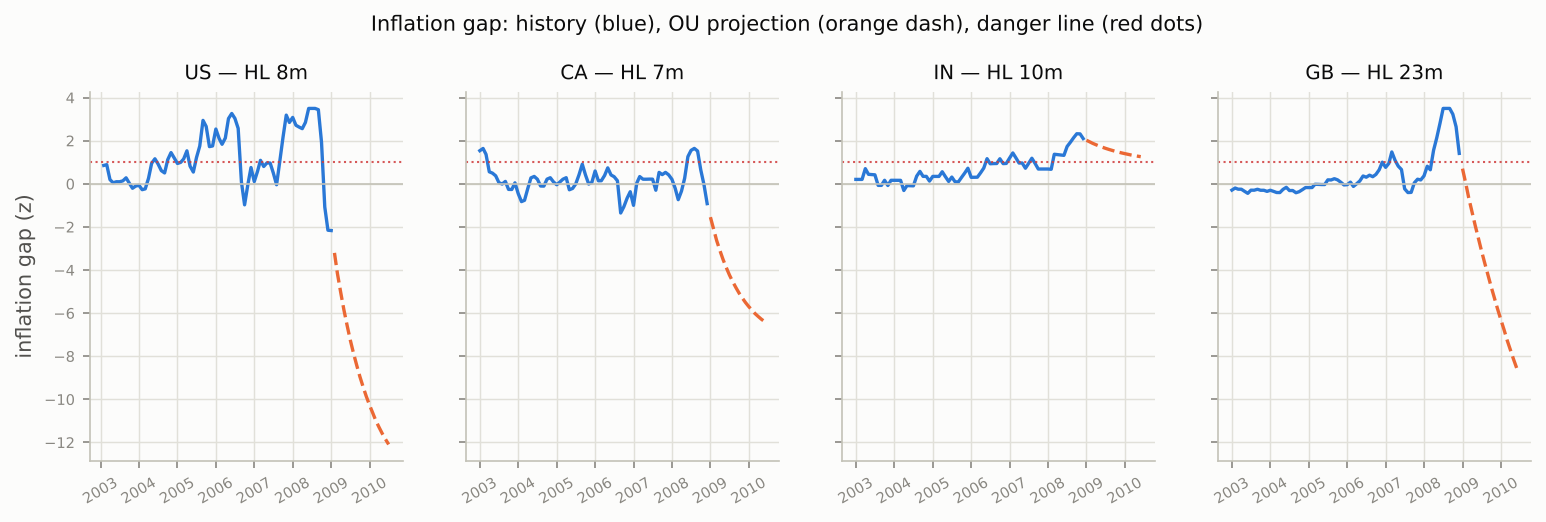 Inflation gap: history (blue), OU projection (orange dash), danger line (red dots)
US — HL 8m
CA — HL 7m
IN — HL 10m
GB — HL 23m
inflation gap (z)
4
2
0
−2
−4
−6
−8
−10
−12
2003 2004 2005 2006 2007 2008 2009 2010
2003 2004 2005 2006 2007 2008 2009 2010
2003 2004 2005 2006 2007 2008 2009 2010
2003 2004 2005 2006 2007 2008 2009 2010